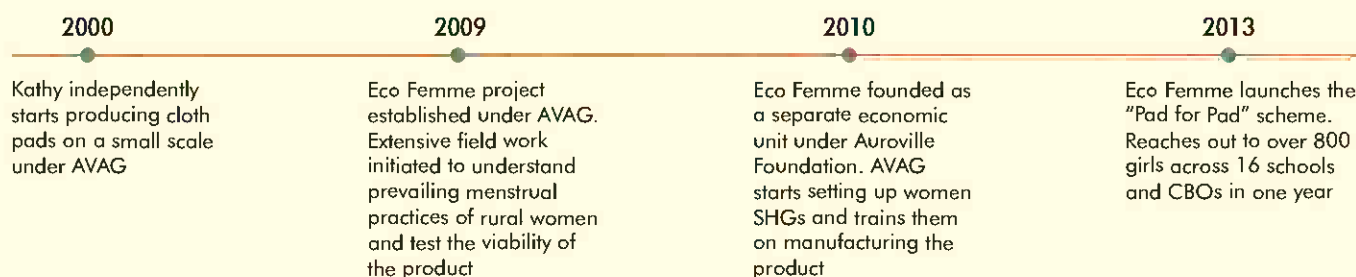 2000
Kathy independently
starts producing cloth
pads on a small scale
under AVAG
2009
Eco Femme project
established under AVAG.
Extensive field work
initiated to understand
prevailing menstrual
practices of rural women
and test the viability of
the product
2010
Eco Femme founded as
a separate economic
unit under Auroville
Foundation. AVAG
starts setting up women
SHGs and trains them
on manufacturing the
product
2013
Eco Femme launches the
"Pad for Pad" scheme.
Reaches out to over 800
girls across 16 schools
and CBOs in one year